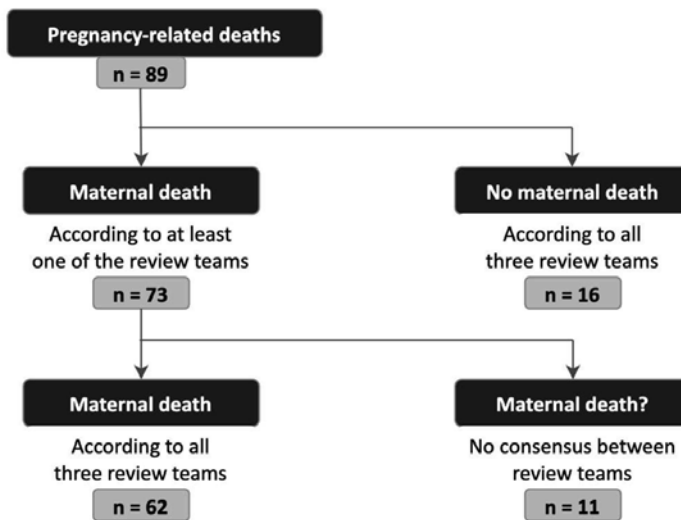 Pregnancy-related deaths
n = 89
Maternal death
According to at least
one of the review teams
n = 73
No maternal death
According to all
three review teams
n = 16
Maternal death
According to all
three review teams
n = 62
Maternal death?
No consensus between
review teams
n = 11